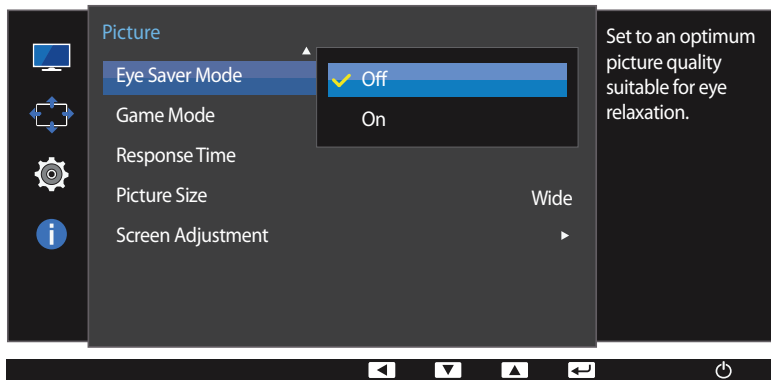 Picture
Eye Saver Mode
Off
Game Mode
On
Response Time
Picture Size
Wide
Screen Adjustment
Set to an optimum
picture quality
suitable for eye
relaxation.